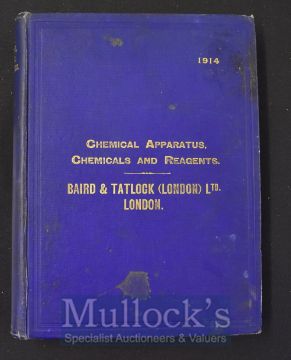 1914
CHEMICAL APPARATUS,
CHEMICALS AND REAGENTS.
BAIRD & TATLOCK (LONDON) LTD.
LONDON.
Mullock's
Specialist Auctioneers & Valuers